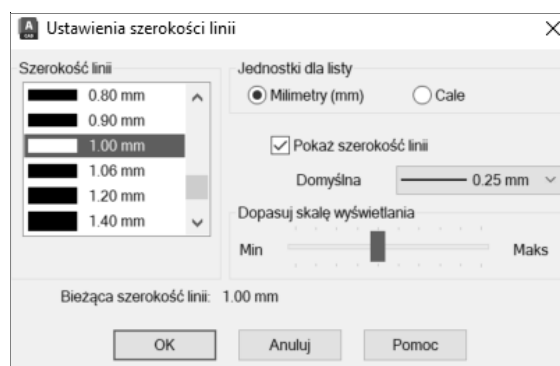 A
CAD
Ustawienia szerokości linii
Szerokość linii
0.80 mm
0.90 mm
1.00 mm
1.06 mm
1.20 mm
1.40 mm
Jednostki dla listy
Milimetry (mm)
Cale
Pokaż szerokość linii
Domyślna
0.25 mm
Dopasuj skalę wyświetlania
Min
Maks
Bieżąca szerokość linii: 1.00 mm
OK
Anuluj
Pomoc